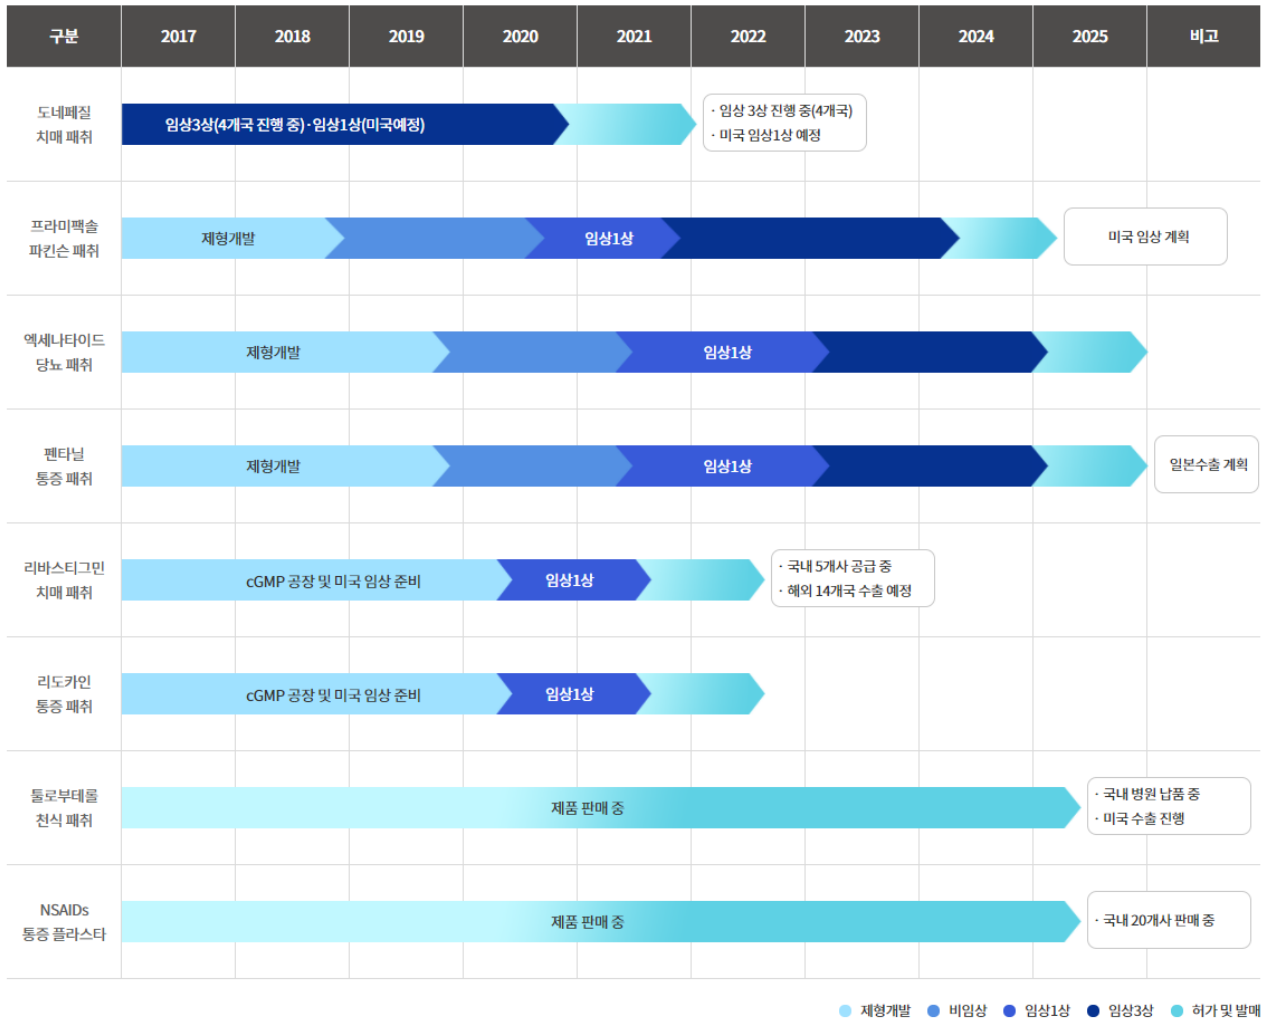 구분 2017 2018 2019 2020 2021 2022 2023 2024 2025 비고
도네페질
치매 패취
임상3상(4개국 진행 중)·임상1상(미국예정)
· 임상 3상 진행 중(4개국)
· 미국 임상1상 예정
프라미팩솔
파킨슨 패취
제형개발
임상1상
미국 임상 계획
엑세나타이드
당뇨 패취
제형개발
임상1상
펜타닐
통증 패취
제형개발
임상1상
일본수출 계획
리바스티그민
치매 패취
cGMP 공장 및 미국 임상 준비
임상1상
· 국내 5개사 공급 중
· 해외 14개국 수출 예정
리도카인
통증 패취
cGMP 공장 및 미국 임상 준비
임상1상
툴로부테롤
천식 패취
제품 판매 중
· 국내 병원 납품 중
· 미국 수출 진행
NSAIDs
통증 플라스타
제품 판매 중
· 국내 20개사 판매 중
제형개발 비임상 임상1상 임상3상 허가 및 발매